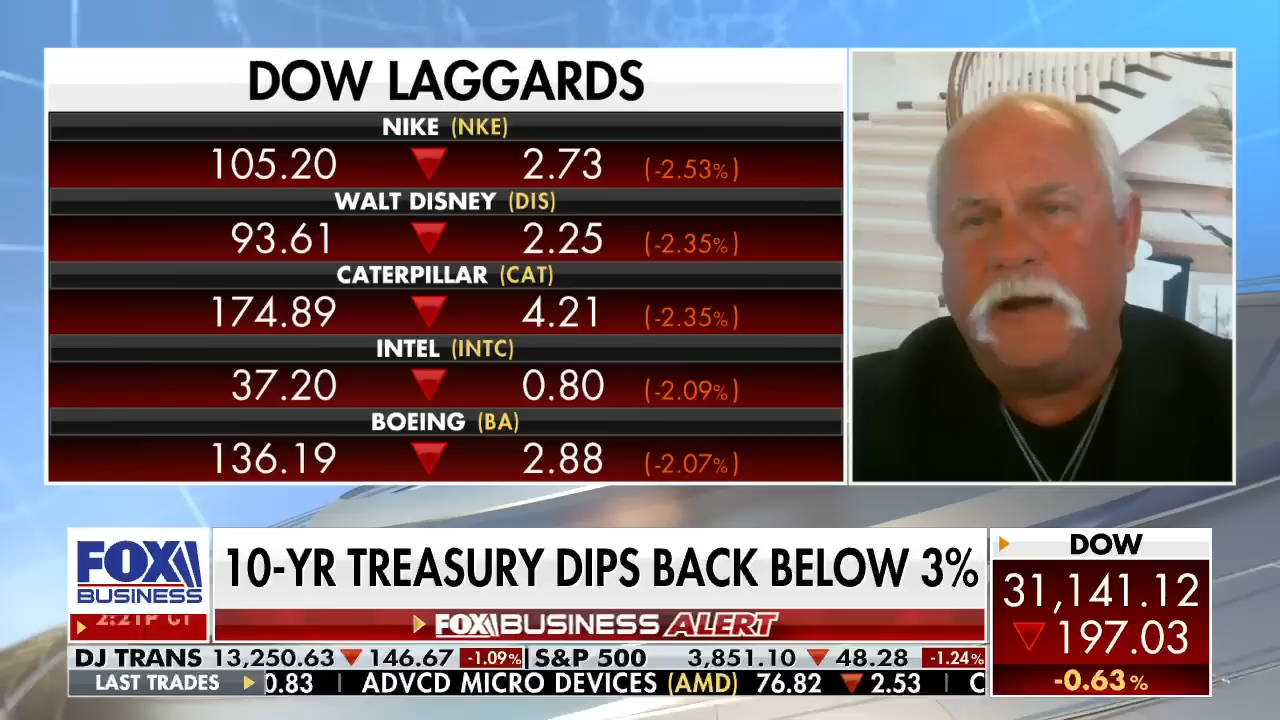 DOW LAGGARDS
NIKE (NKE)
105.20 ▼ 2.73 (-2.53%)
WALT DISNEY (DIS)
93.61 ▼ 2.25 (-2.35%)
CATERPILLAR (CAT)
174.89 ▼ 4.21 (-2.35%)
INTEL (INTC)
37.20 ▼ 0.80 (-2.09%)
BOEING (BA)
136.19 ▼ 2.88 (-2.07%)
FOX BUSINESS
10-YR TREASURY DIPS BACK BELOW 3%
2:21P CT
FOX BUSINESS ALERT
DOW
31,141.12
▼ 197.03
-0.63%
DJ TRANS 13,250.63 ▼ 146.67 -1.09% S&P 500 3,851.10 ▼ 48.28 -1.24%
LAST TRADES 0.83 | ADVCD MICRO DEVICES (AMD) 76.82 ▼ 2.53 | C